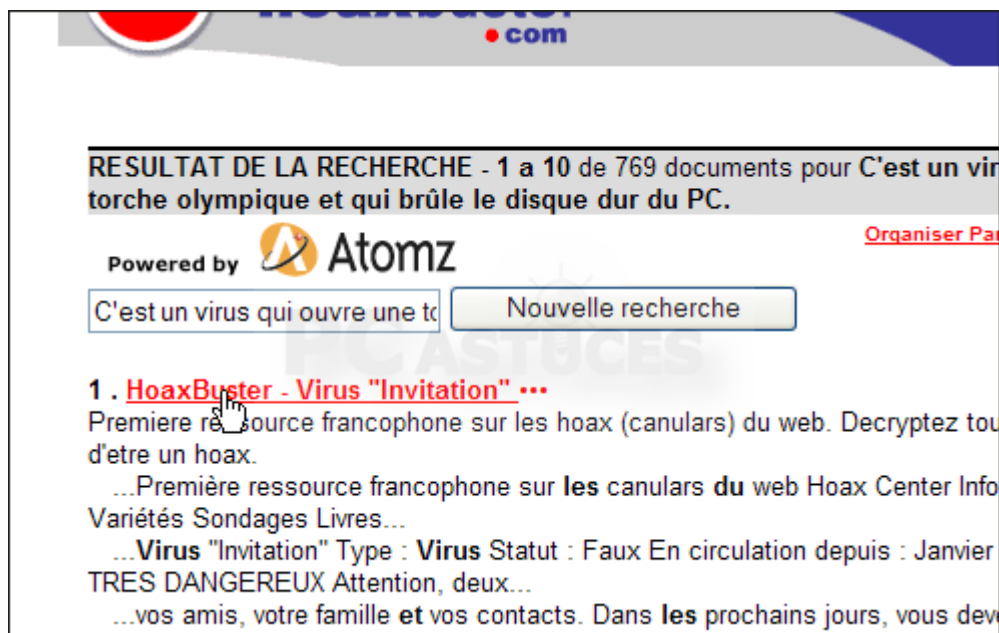 hoaxbuster
• com
RESULTAT DE LA RECHERCHE - 1 a 10 de 769 documents pour C'est un vir
torche olympique et qui brûle le disque dur du PC.
Organiser Par
Powered by Atomz
C'est un virus qui ouvre une to
Nouvelle recherche
PC ASTUCES
1 . HoaxBuster - Virus "Invitation" •••
Premiere ressource francophone sur les hoax (canulars) du web. Decryptez tou
d'etre un hoax.
...Première ressource francophone sur les canulars du web Hoax Center Info
Variétés Sondages Livres...
...Virus "Invitation" Type : Virus Statut : Faux En circulation depuis : Janvier
TRES DANGEREUX Attention, deux...
...vos amis, votre famille et vos contacts. Dans les prochains jours, vous deve